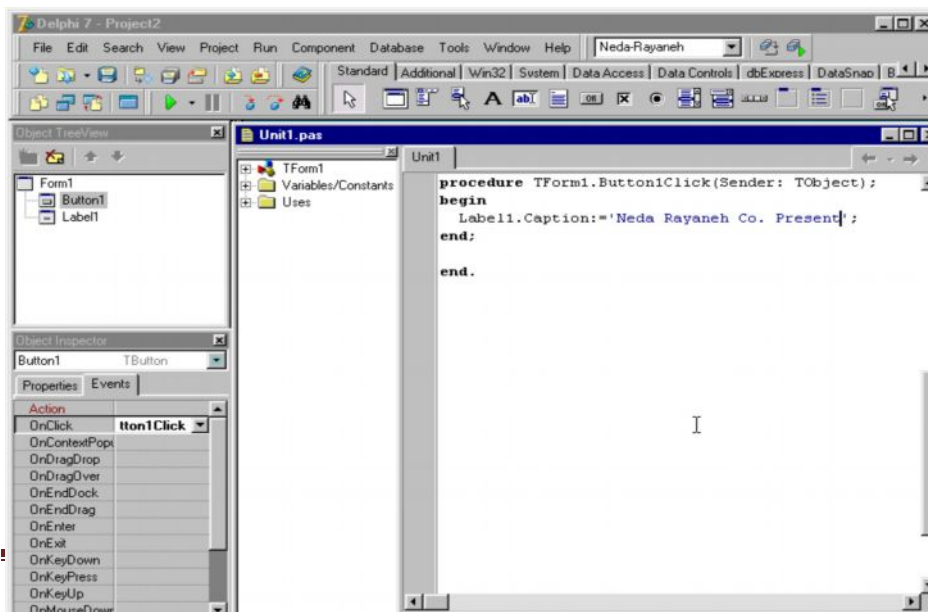 Delphi 7 - Project2
File Edit Search View Project Run Component Database Tools Window Help Neda-Rayaneh
Standard Additional Win32 System Data Access Data Controls dbExpress DataSnap B
Object TreeView
Form1
Button1
Label1
Object Inspector
Button1 TButton
Properties Events
Action
OnClick tton1Click
OnContextPopu
OnDragDrop
OnDragOver
OnEndDock
OnEndDrag
OnEnter
OnExit
OnKeyDown
OnKeyPress
OnKeyUp
OnMouseDown
Unit1.pas
TForm1
Variables/Constants
Uses
Unit1
procedure TForm1.Button1Click(Sender: TObject);
begin
Label1.Caption:='Neda Rayaneh Co. Present';
end;
end.